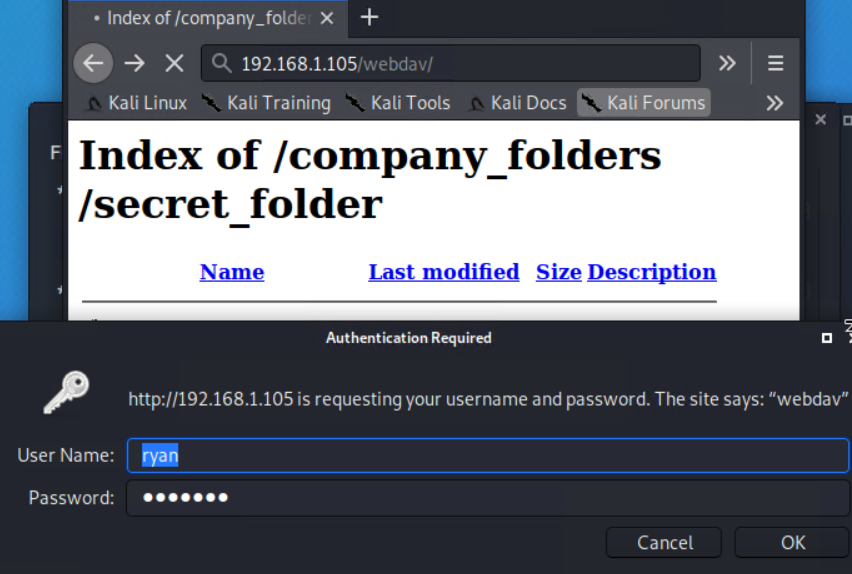 Index of /company_folde
192.168.1.105/webdav/
Kali Linux Kali Training Kali Tools Kali Docs Kali Forums
Index of /company_folders
/secret_folder
Name Last modified Size Description
Authentication Required
http://192.168.1.105 is requesting your username and password. The site says: “webdav”
User Name: ryan
Password: ●●●●●●●
Cancel OK